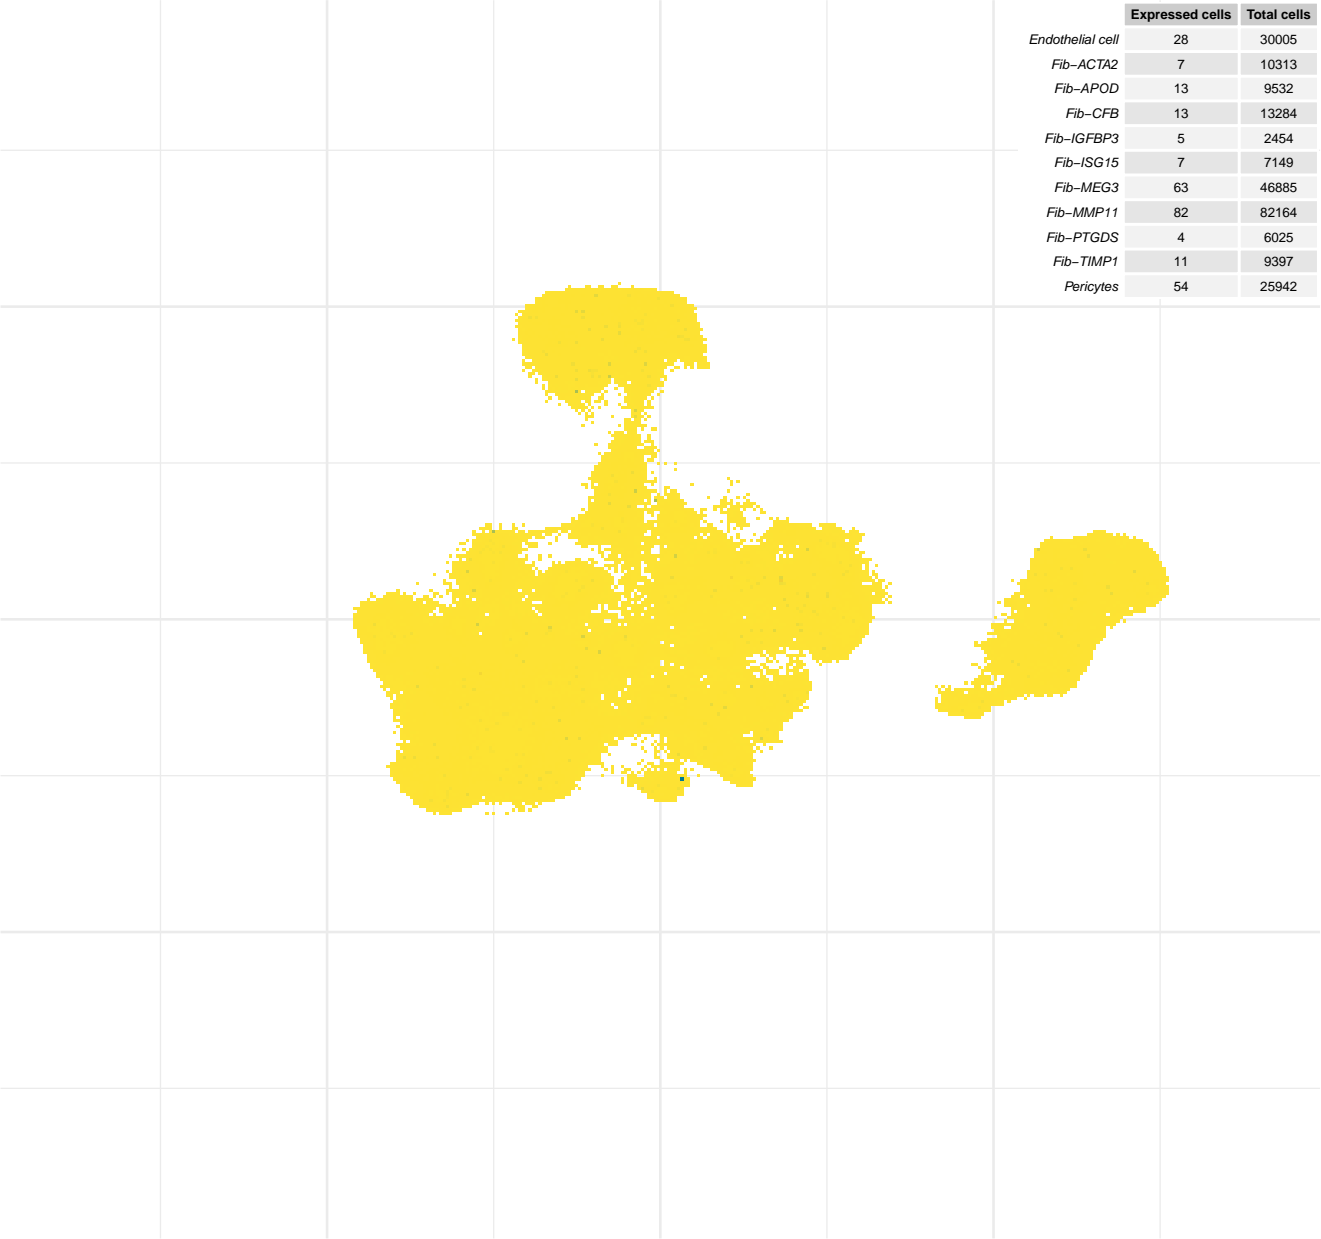 Expressed cells Total cells
Endothelial cell 28 30005
Fib−ACTA2 7 10313
Fib−APOD 13 9532
Fib−CFB 13 13284
Fib−IGFBP3 5 2454
Fib−ISG15 7 7149
Fib−MEG3 63 46885
Fib−MMP11 82 82164
Fib−PTGDS 4 6025
Fib−TIMP1 11 9397
Pericytes 54 25942